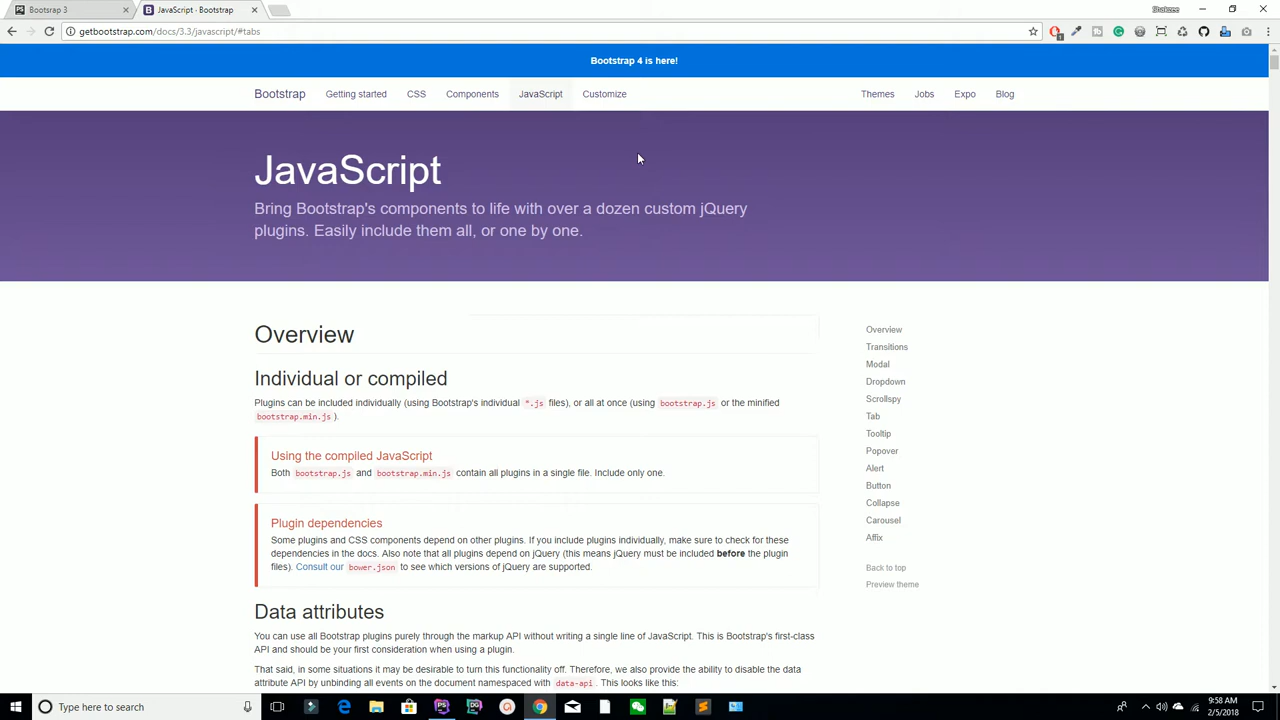 Bootsrap 3
JavaScript · Bootstrap
getbootstrap.com/docs/3.3/javascript/#tabs
Bootstrap 4 is here!
Bootstrap Getting started CSS Components JavaScript Customize Themes Jobs Expo Blog
JavaScript
Bring Bootstrap's components to life with over a dozen custom jQuery
plugins. Easily include them all, or one by one.
Overview
Individual or compiled
Plugins can be included individually (using Bootstrap's individual *.js files), or all at once (using bootstrap.js or the minified
bootstrap.min.js ).
Using the compiled JavaScript
Both bootstrap.js and bootstrap.min.js contain all plugins in a single file. Include only one.
Plugin dependencies
Some plugins and CSS components depend on other plugins. If you include plugins individually, make sure to check for these
dependencies in the docs. Also note that all plugins depend on jQuery (this means jQuery must be included before the plugin
files). Consult our bower.json to see which versions of jQuery are supported.
Data attributes
You can use all Bootstrap plugins purely through the markup API without writing a single line of JavaScript. This is Bootstrap's first-class
API and should be your first consideration when using a plugin.
That said, in some situations it may be desirable to turn this functionality off. Therefore, we also provide the ability to disable the data
attribute API by unbinding all events on the document namespaced with data-api . This looks like this:
Overview
Transitions
Modal
Dropdown
Scrollspy
Tab
Tooltip
Popover
Alert
Button
Collapse
Carousel
Affix
Back to top
Preview theme
Type here to search
9:58 AM
2/5/2018